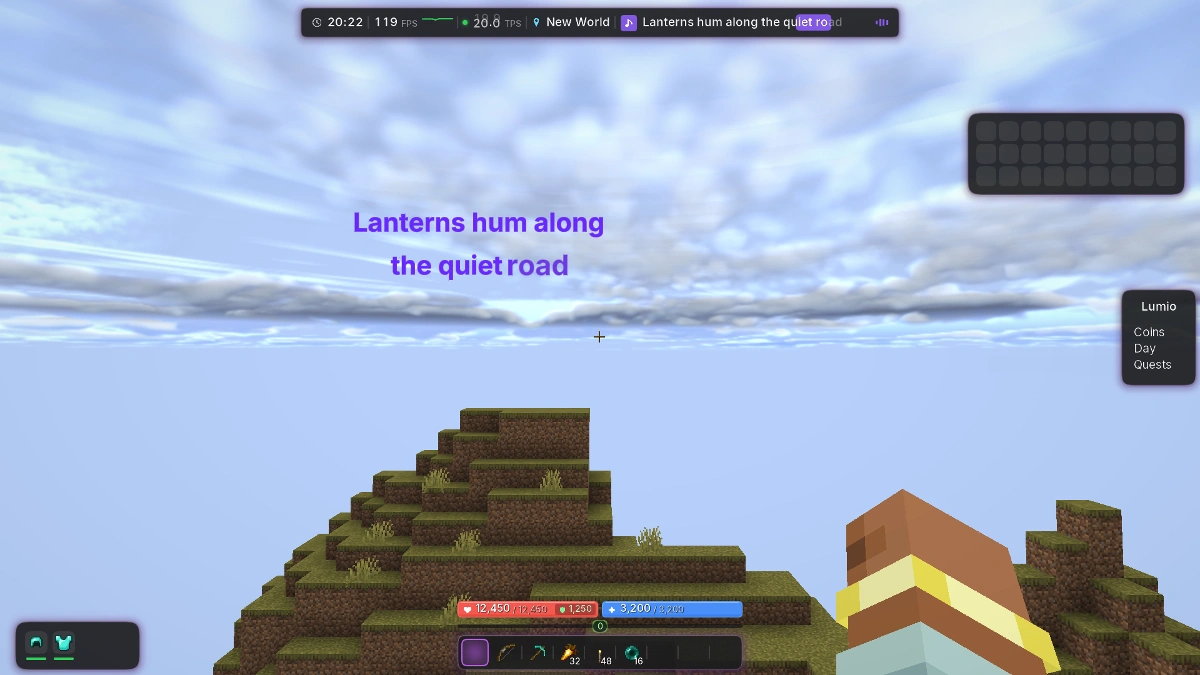 20:22 119 FPS 20.0 TPS New World Lanterns hum along the quiet road
Lanterns hum along
the quiet road
Lumio
Coins
Day
Quests
12,450 / 12,450 1,250 3,200 / 3,200
0
32 48 16